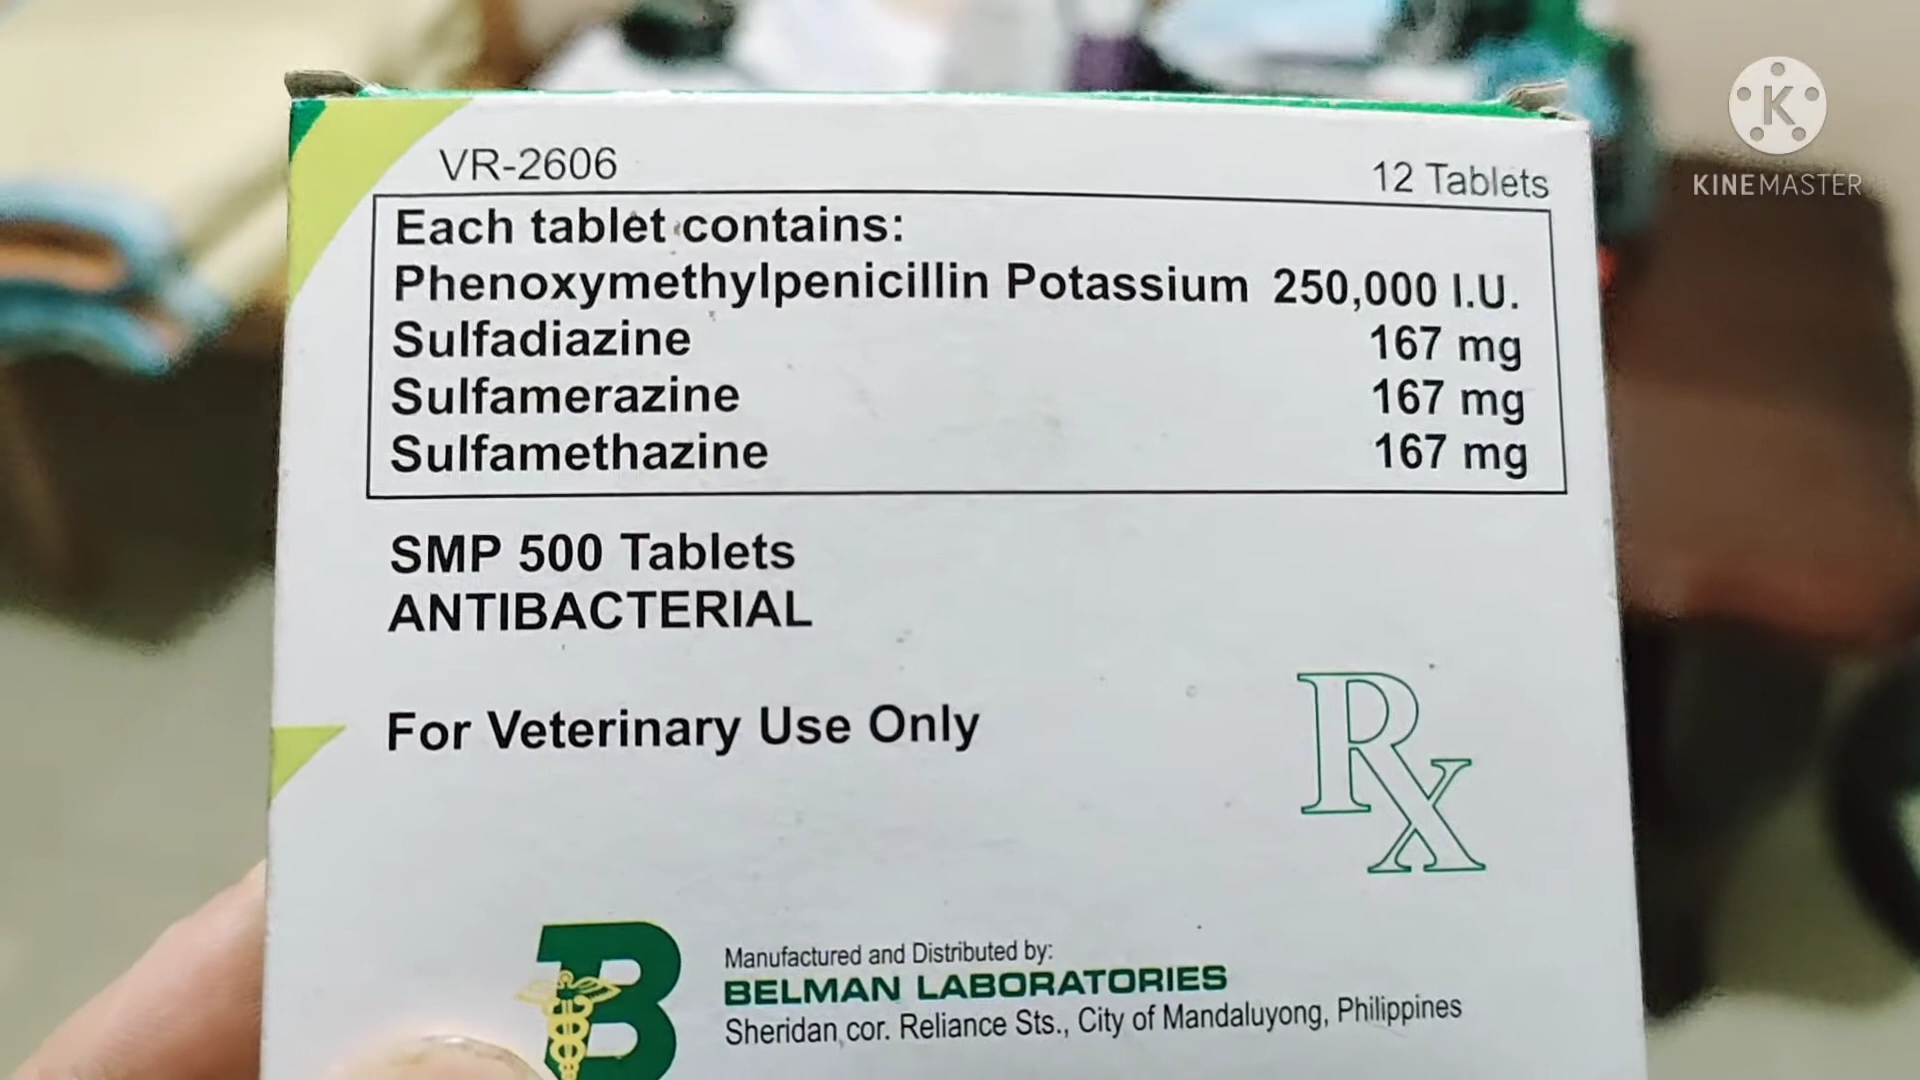 VR-2606
12 Tablets
Each tablet contains:
Phenoxymethylpenicillin Potassium 250,000 I.U.
Sulfadiazine 167 mg
Sulfamerazine 167 mg
Sulfamethazine 167 mg
SMP 500 Tablets
ANTIBACTERIAL
For Veterinary Use Only
Rx
B
Manufactured and Distributed by:
BELMAN LABORATORIES
Sheridan cor. Reliance Sts., City of Mandaluyong, Philippines
K
KINEMASTER